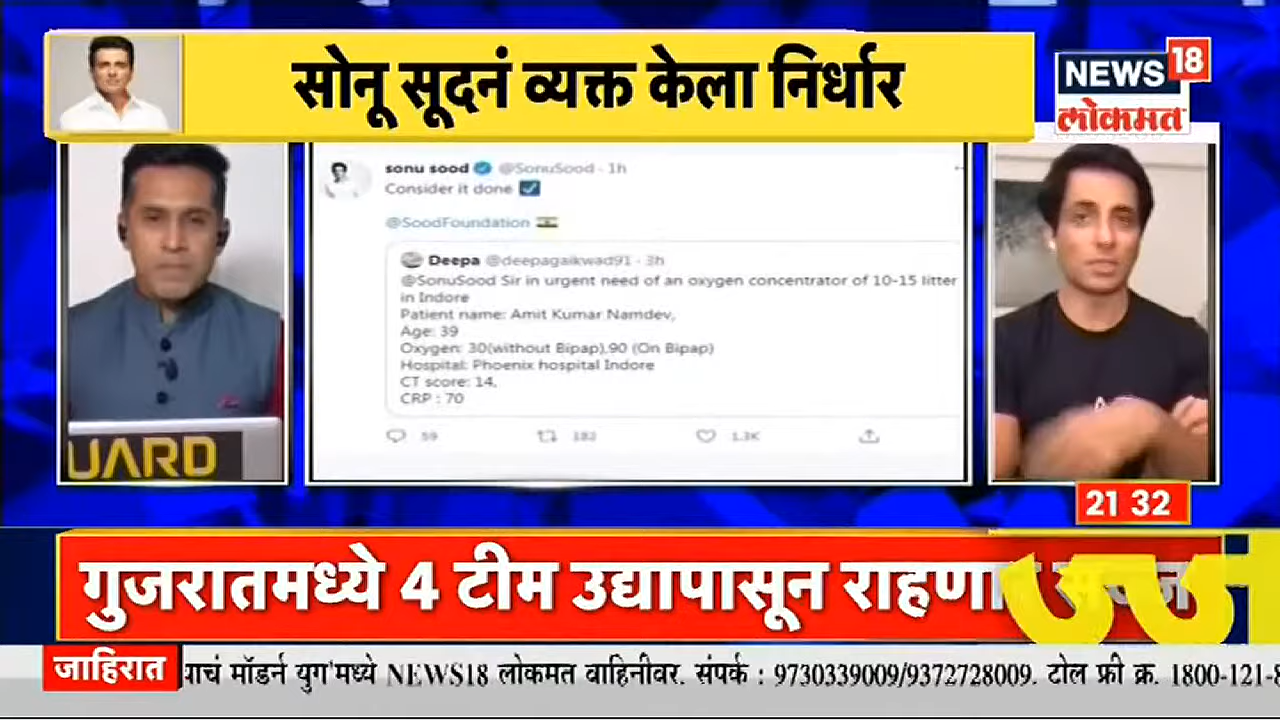 सोनू सूदनं व्यक्त केला निर्धार
NEWS 18
लोकमत
sonu sood @SonuSood · 1h
Consider it done
@SoodFoundation
Deepa @deepagaikwad91 · 3h
@SonuSood Sir in urgent need of an oxygen concentrator of 10-15 litter
in Indore
Patient name: Amit Kumar Namdev,
Age: 39
Oxygen: 30(without Bipap),90 (On Bipap)
Hospital: Phoenix hospital Indore
CT score: 14,
CRP : 70
59 182 1.3K
UARD
21 32
गुजरातमध्ये 4 टीम उद्यापासून
जाहिरात
याचं मॉडर्न युग'मध्ये NEWS18 लोकमत वाहिनीवर. संपर्क : 9730339009/9372728009. टोल फ्री क्र. 1800-121-8